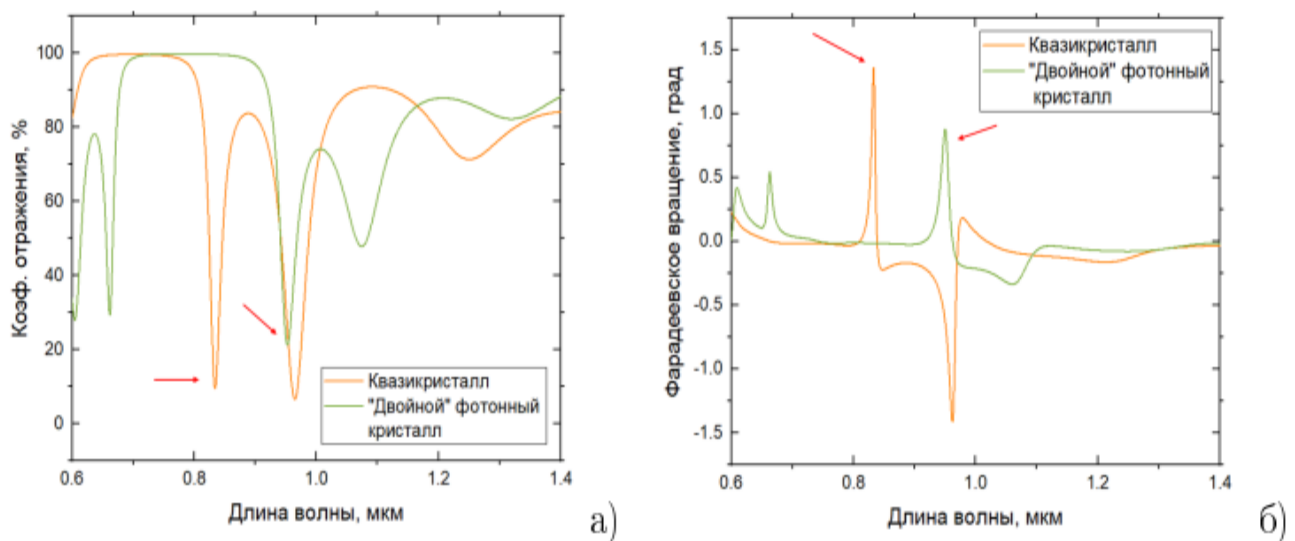 Коэф. отражения, %
100
80
60
40
20
0
Квазикристалл
"Двойной" фотонный
кристалл
0.6
0.8
1.0
1.2
1.4
Длина волны, мкм
а)
Фарадеевское вращение, град
1.5
1.0
0.5
0.0
-0.5
-1.0
-1.5
Квазикристалл
"Двойной" фотонный
кристалл
0.6
0.8
1.0
1.2
1.4
Длина волны, мкм
б)